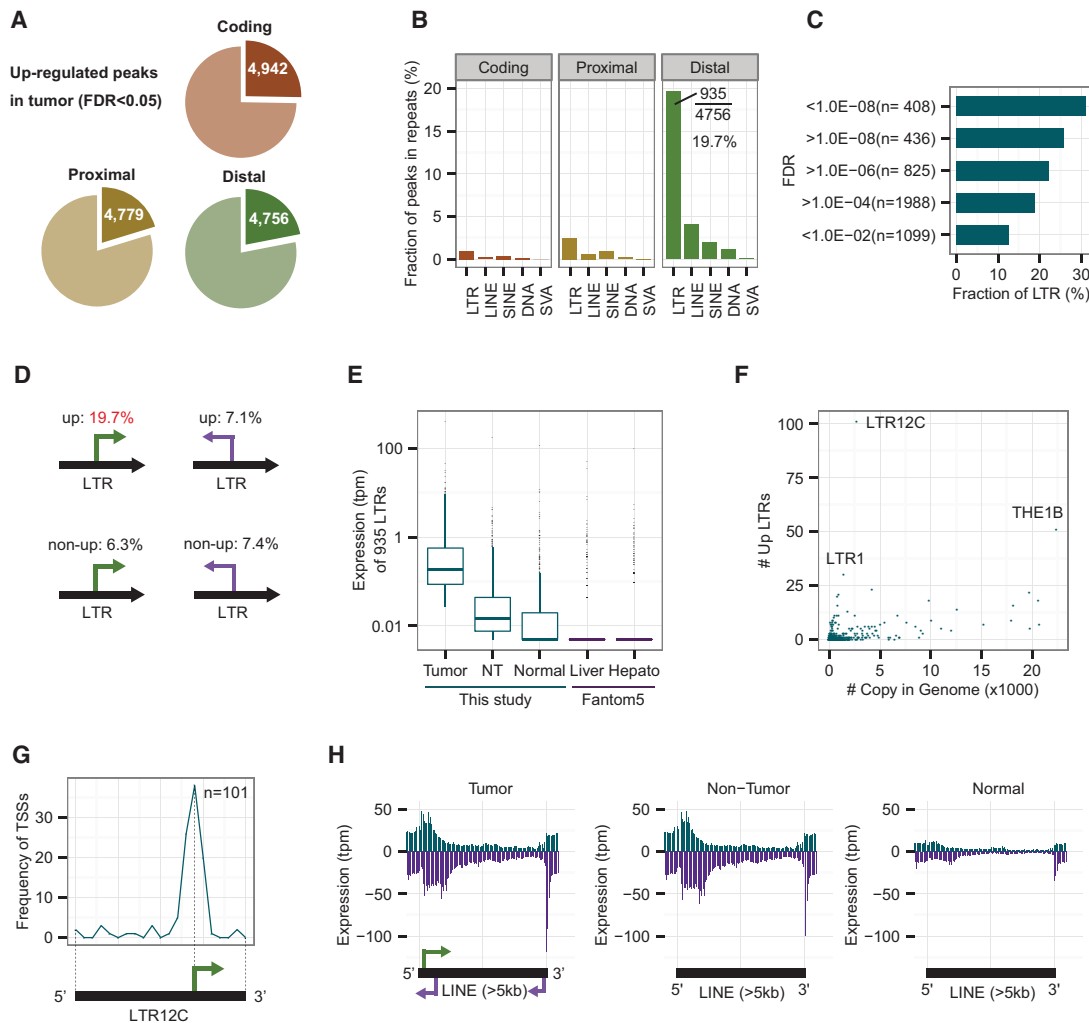 A
Up-regulated peaks
in tumor (FDR<0.05)
Coding
4,942
Proximal
4,779
Distal
4,756
B
Fraction of peaks in repeats (%)
20
15
10
5
0
Coding
Proximal
Distal
935
4756
19.7%
LTR
LINE
SINE
DNA
SVA
LTR
LINE
SINE
DNA
SVA
LTR
LINE
SINE
DNA
SVA
C
FDR
<1.0E−08(n= 408)
>1.0E−08(n= 436)
>1.0E−06(n= 825)
>1.0E−04(n=1988)
<1.0E−02(n=1099)
0 10 20 30
Fraction of LTR (%)
D
up: 19.7%
LTR
up: 7.1%
LTR
non-up: 6.3%
LTR
non-up: 7.4%
LTR
E
Expression (tpm)
of 935 LTRs
100
1
0.01
Tumor NT Normal Liver Hepato
This study Fantom5
F
# Up LTRs
100
75
50
25
0
LTR12C
THE1B
LTR1
0 5 10 15 20
# Copy in Genome (x1000)
G
Frequency of TSSs
30
20
10
0
n=101
5’ 3’
LTR12C
H
Tumor
Expression (tpm)
50
0
−50
−100
5’ 3’
LINE (>5kb)
Non−Tumor
Expression (tpm)
50
0
−50
−100
5’ LINE (>5kb) 3’
Normal
Expression (tpm)
50
0
−50
−100
5’ LINE (>5kb) 3’